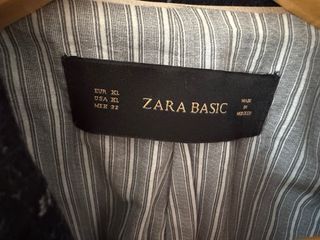 EUR XL
USA XL
MEX 32
ZARA BASIC
MADE
IN